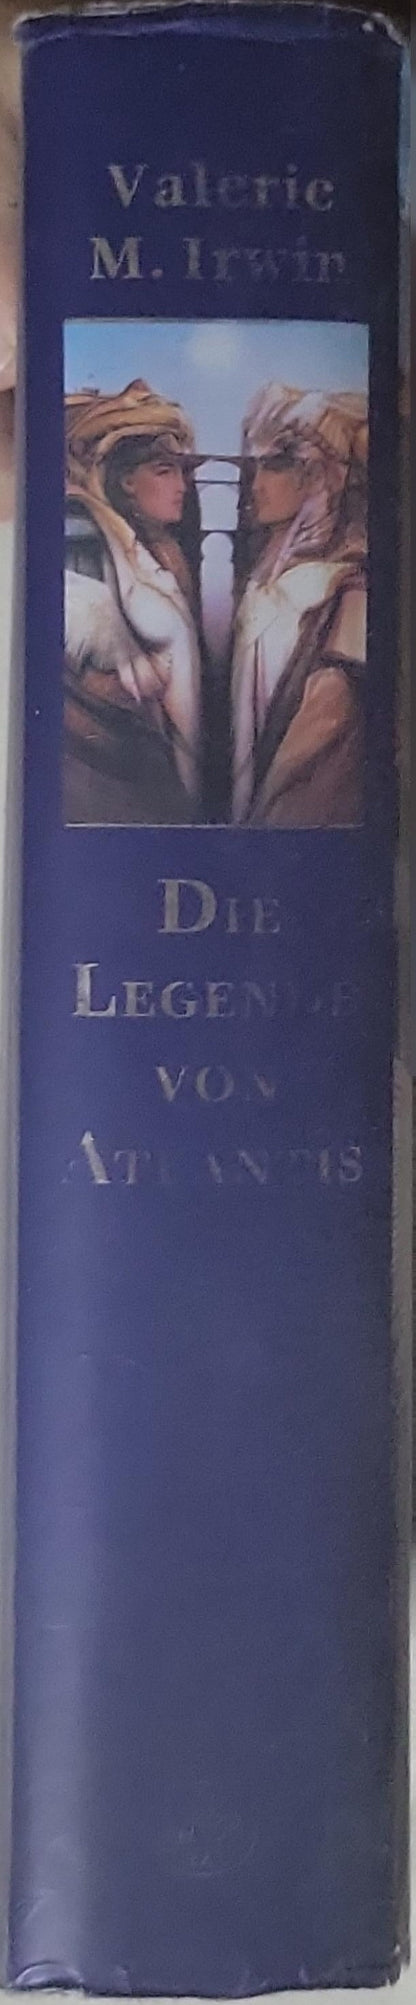 Valerie
M. Irwin
DIE
LEGENDE
VON
ATLANTIS